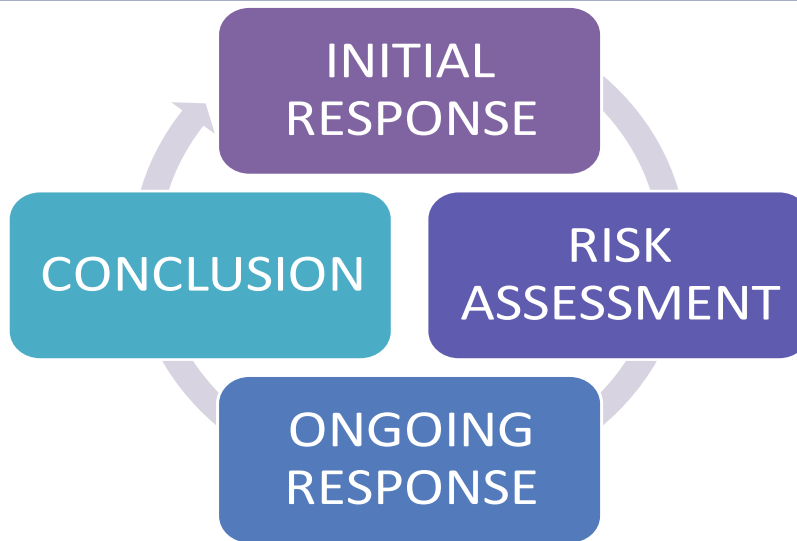 INITIAL
RESPONSE
RISK
ASSESSMENT
ONGOING
RESPONSE
CONCLUSION